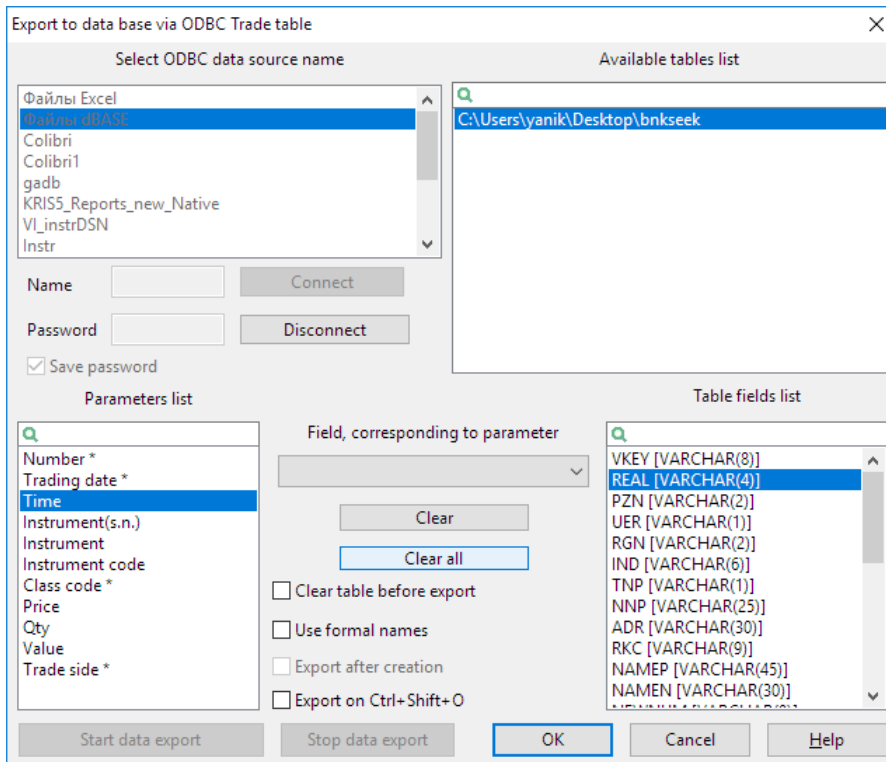 Export to data base via ODBC Trade table
Select ODBC data source name
Файлы Excel
Файлы dBASE
Colibri
Colibri1
gadb
KRIS5_Reports_new_Native
VI_instrDSN
Instr
Name
Connect
Password
Disconnect
Save password
Available tables list
C:\Users\yanik\Desktop\bnkseek
Parameters list
Number *
Trading date *
Time
Instrument(s.n.)
Instrument
Instrument code
Class code *
Price
Qty
Value
Trade side *
Field, corresponding to parameter
Clear
Clear all
Clear table before export
Use formal names
Export after creation
Export on Ctrl+Shift+O
Table fields list
VKEY [VARCHAR(8)]
REAL [VARCHAR(4)]
PZN [VARCHAR(2)]
UER [VARCHAR(1)]
RGN [VARCHAR(2)]
IND [VARCHAR(6)]
TNP [VARCHAR(1)]
NNP [VARCHAR(25)]
ADR [VARCHAR(30)]
RKC [VARCHAR(9)]
NAMEP [VARCHAR(45)]
NAMEN [VARCHAR(30)]
Start data export
Stop data export
OK
Cancel
Help